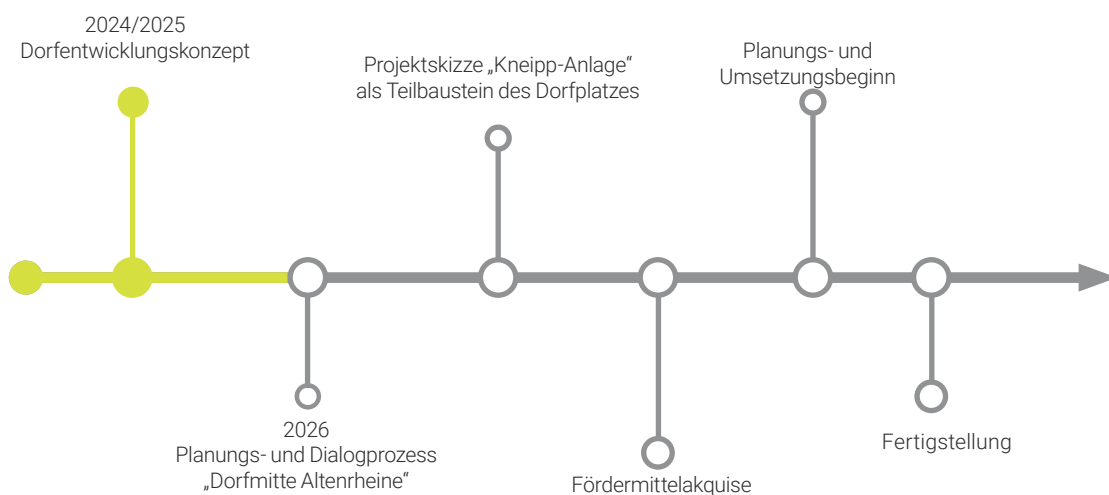 2024/2025
Dorfentwicklungskonzept
2026
Planungs- und Dialogprozess
„Dorfmitte Altenrheine“
Projektskizze „Kneipp-Anlage“
als Teilbaustein des Dorfplatzes
Fördermittelakquise
Planungs- und
Umsetzungsbeginn
Fertigstellung